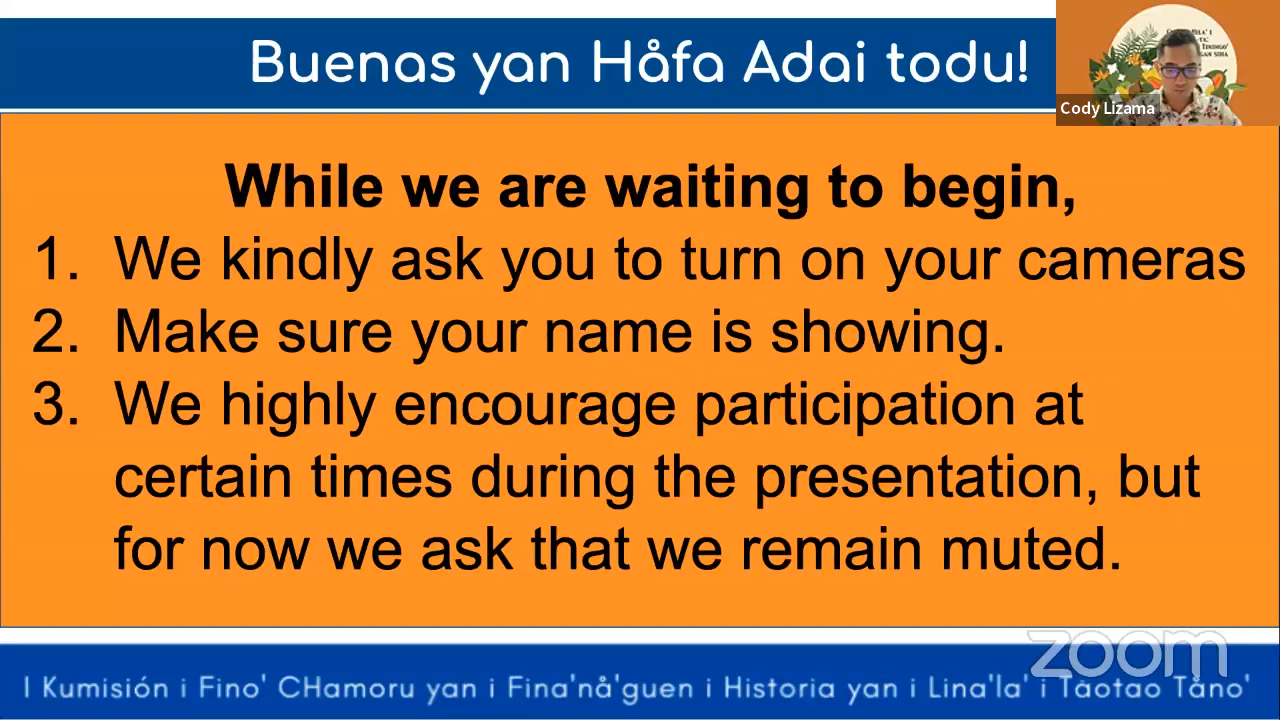 Buenas yan Håfa Adai todu!
Cody Lizama
While we are waiting to begin,
1. We kindly ask you to turn on your cameras
2. Make sure your name is showing.
3. We highly encourage participation at
certain times during the presentation, but
for now we ask that we remain muted.
zoom
I Kumisión i Fino' CHamoru yan i Fina'nå'guen i Historia yan i Lina'la' i Tåotao Tåno'